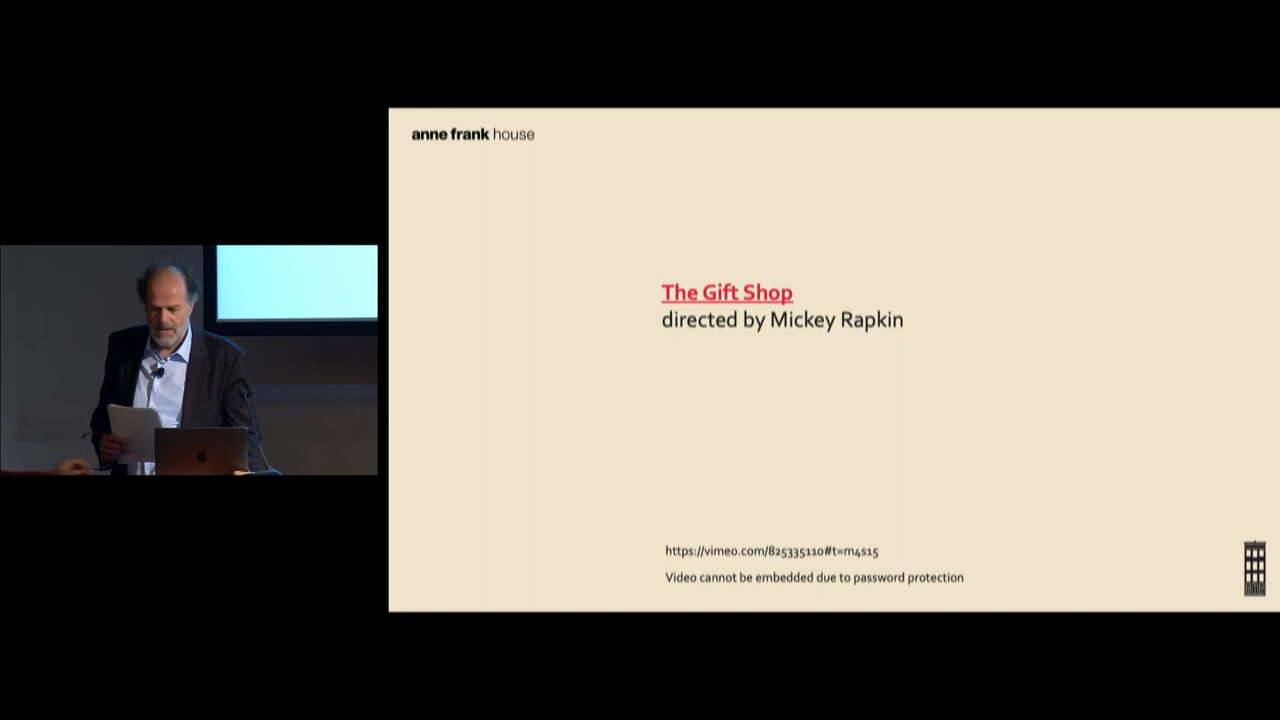 anne frank house
The Gift Shop
directed by Mickey Rapkin
https://vimeo.com/825335110#t=m4s15
Video cannot be embedded due to password protection